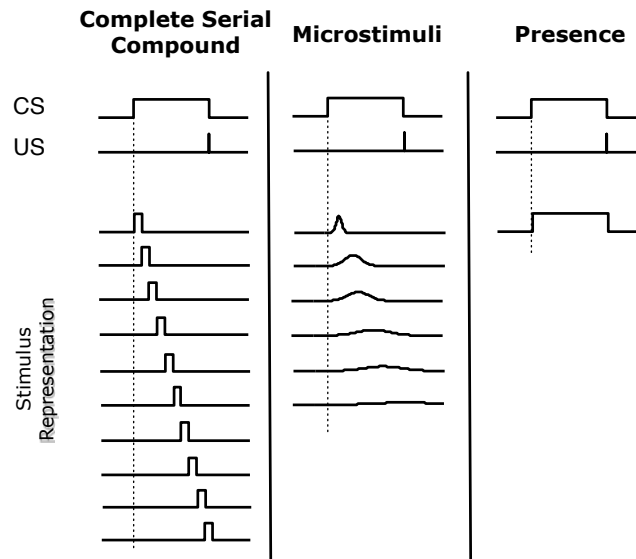 Complete Serial
Compound
Microstimuli
Presence
CS
US
Stimulus
Representation